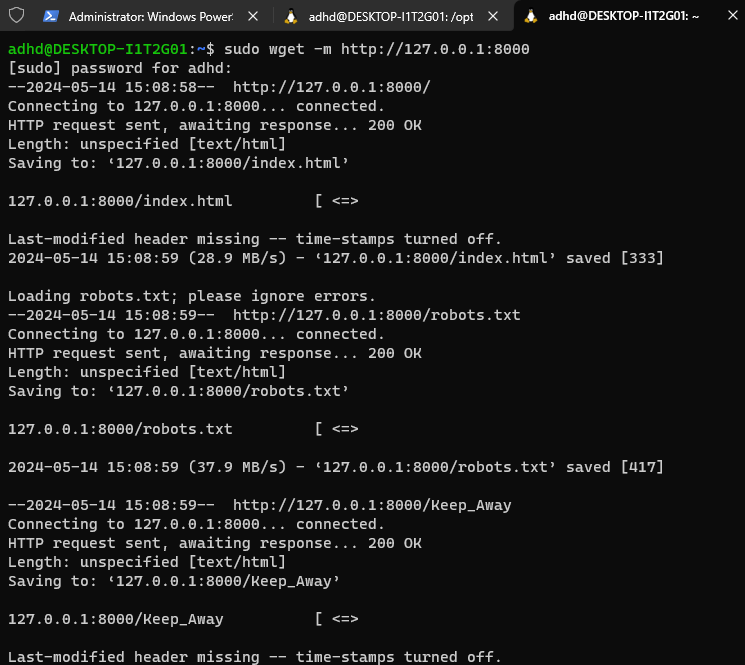 Administrator: Windows Power
adhd@DESKTOP-I1T2G01: /opt
adhd@DESKTOP-I1T2G01: ~
adhd@DESKTOP-I1T2G01:~$ sudo wget -m http://127.0.0.1:8000
[sudo] password for adhd:
--2024-05-14 15:08:58--  http://127.0.0.1:8000/
Connecting to 127.0.0.1:8000... connected.
HTTP request sent, awaiting response... 200 OK
Length: unspecified [text/html]
Saving to: ‘127.0.0.1:8000/index.html’
127.0.0.1:8000/index.html         [ <=>
Last-modified header missing -- time-stamps turned off.
2024-05-14 15:08:59 (28.9 MB/s) - ‘127.0.0.1:8000/index.html’ saved [333]
Loading robots.txt; please ignore errors.
--2024-05-14 15:08:59--  http://127.0.0.1:8000/robots.txt
Connecting to 127.0.0.1:8000... connected.
HTTP request sent, awaiting response... 200 OK
Length: unspecified [text/html]
Saving to: ‘127.0.0.1:8000/robots.txt’
127.0.0.1:8000/robots.txt         [ <=>
2024-05-14 15:08:59 (37.9 MB/s) - ‘127.0.0.1:8000/robots.txt’ saved [417]
--2024-05-14 15:08:59--  http://127.0.0.1:8000/Keep_Away
Connecting to 127.0.0.1:8000... connected.
HTTP request sent, awaiting response... 200 OK
Length: unspecified [text/html]
Saving to: ‘127.0.0.1:8000/Keep_Away’
127.0.0.1:8000/Keep_Away          [ <=>
Last-modified header missing -- time-stamps turned off.